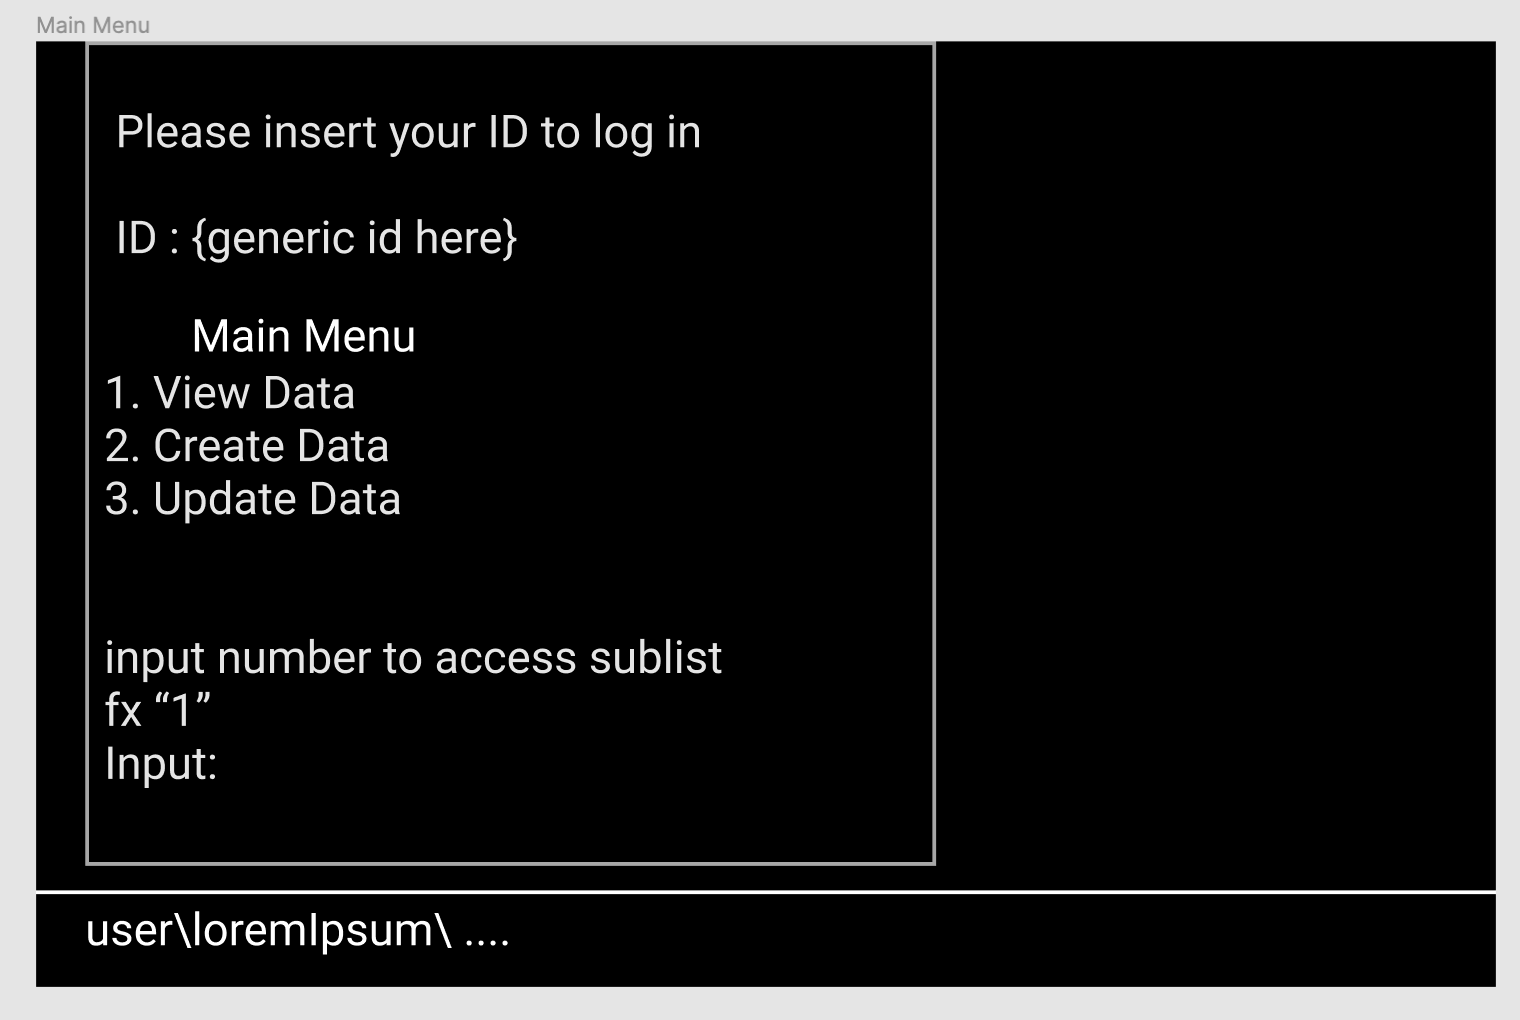 Main Menu
Please insert your ID to log in
ID : {generic id here}
Main Menu
1. View Data
2. Create Data
3. Update Data
input number to access sublist
fx “1”
Input:
user\loremIpsum\ ....